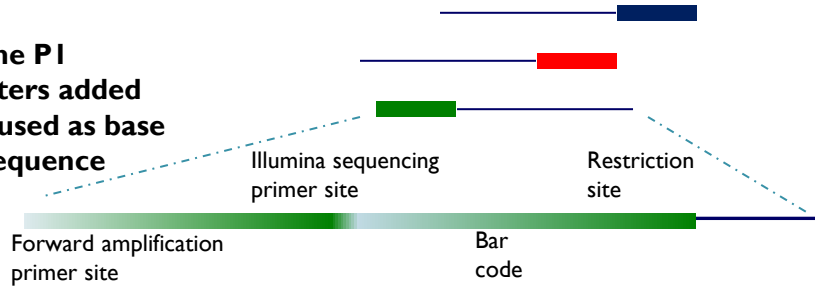 ne P1
ters added
used as base
equence
Illumina sequencing
primer site
Restriction
site
Forward amplification
primer site
Bar
code